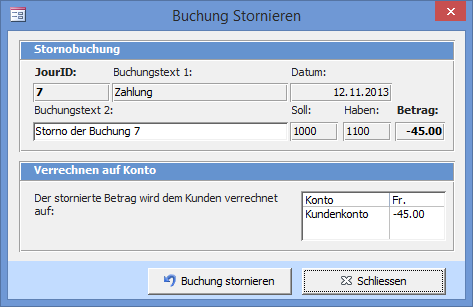 Buchung Stornieren
Stornobuchung
JourID: Buchungstext 1: Datum:
7 Zahlung 12.11.2013
Buchungstext 2: Soll: Haben: Betrag:
Storno der Buchung 7 1000 1100 -45.00
Verrechnen auf Konto
Der stornierte Betrag wird dem Kunden verrechnet
auf:
Konto Fr.
Kundenkonto -45.00
Buchung stornieren Schliessen